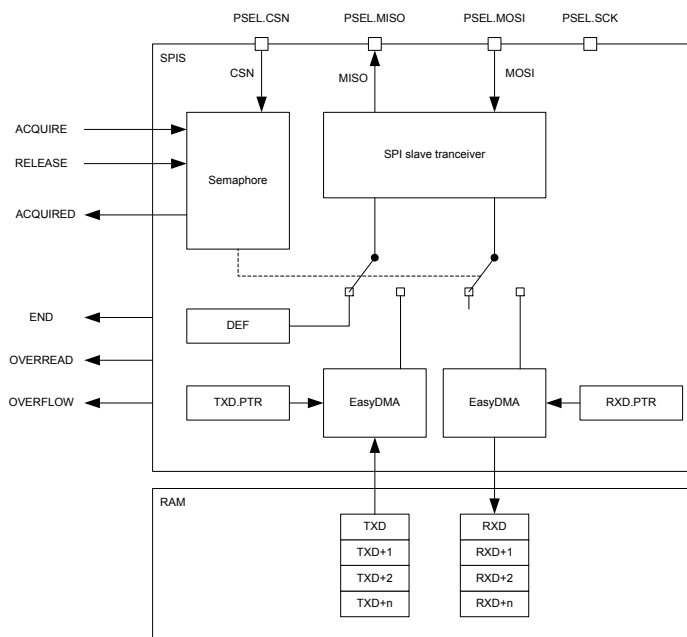 PSEL.CSN PSEL.MISO PSEL.MOSI PSEL.SCK
SPIS
CSN MISO MOSI
ACQUIRE
RELEASE
ACQUIRED
Semaphore
SPI slave tranceiver
END
OVERREAD
OVERFLOW
DEF
TXD.PTR EasyDMA EasyDMA RXD.PTR
RAM
TXD RXD
TXD+1 RXD+1
TXD+2 RXD+2
TXD+n RXD+n